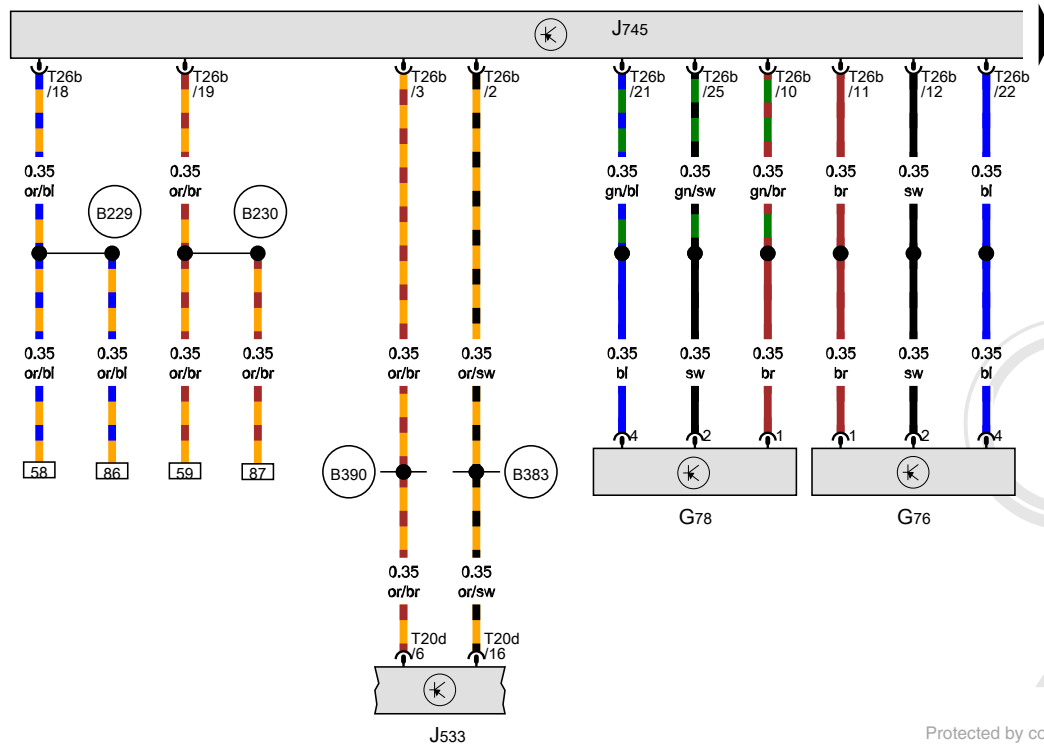 J745
T26b
/18
T26b
/19
T26b
/3
T26b
/2
T26b
/21
T26b
/25
T26b
/10
T26b
/11
T26b
/12
T26b
/22
0.35
or/bl
0.35
or/br
0.35
gn/bl
0.35
gn/sw
0.35
gn/br
0.35
br
0.35
sw
0.35
bl
B229
B230
0.35
or/bl
0.35
or/bl
0.35
or/br
0.35
or/br
0.35
or/br
0.35
or/sw
0.35
bl
0.35
sw
0.35
br
0.35
br
0.35
sw
0.35
bl
4
2
1
1
2
4
58
86
59
87
B390
B383
G78
G76
0.35
or/br
0.35
or/sw
T20d
/6
T20d
/16
J533
Protected by co